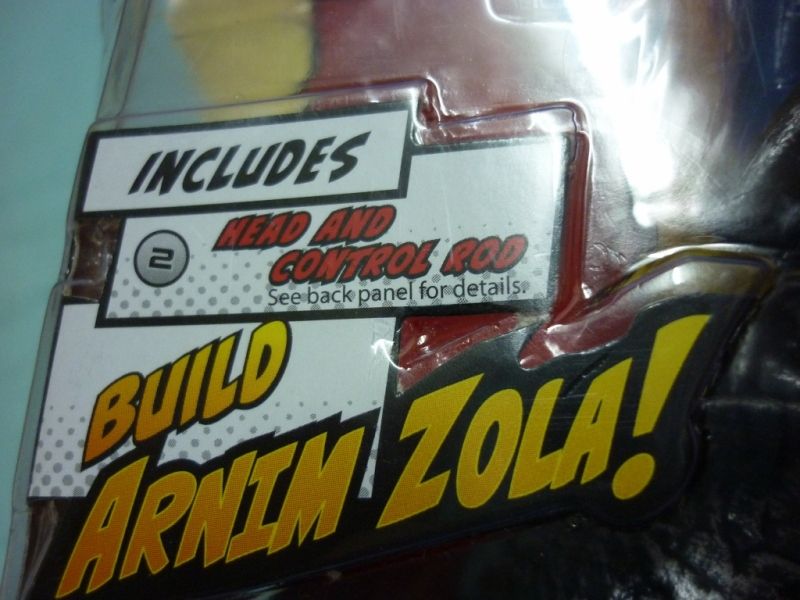 INCLUDES
2
HEAD AND
CONTROL ROD
See back panel for details.
BUILD
ARNIM ZOLA!